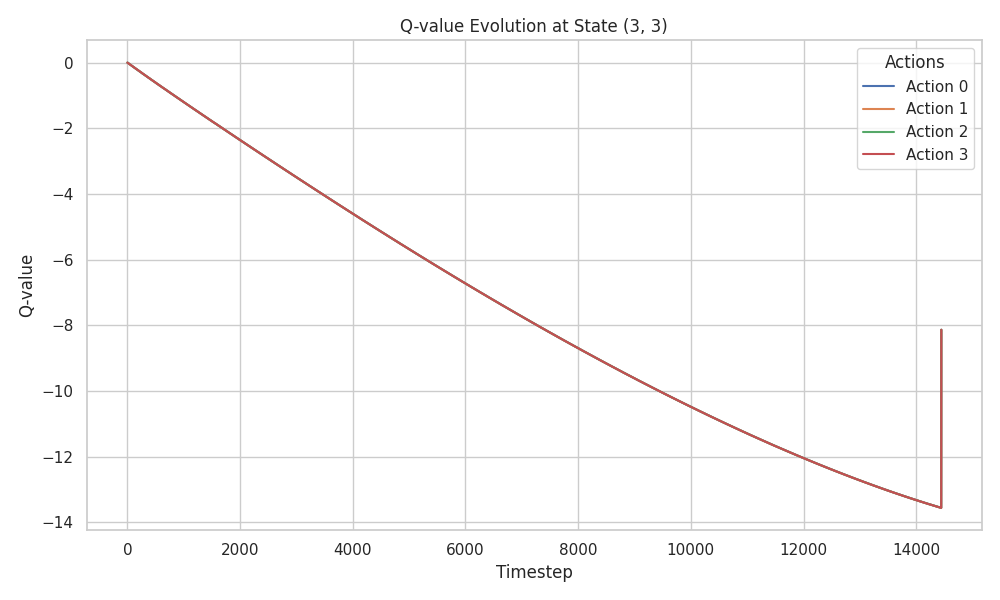 Q-value Evolution at State (3, 3)
Actions
Action 0
Action 1
Action 2
Action 3
Q-value
0
−2
−4
−6
−8
−10
−12
−14
0 2000 4000 6000 8000 10000 12000 14000
Timestep